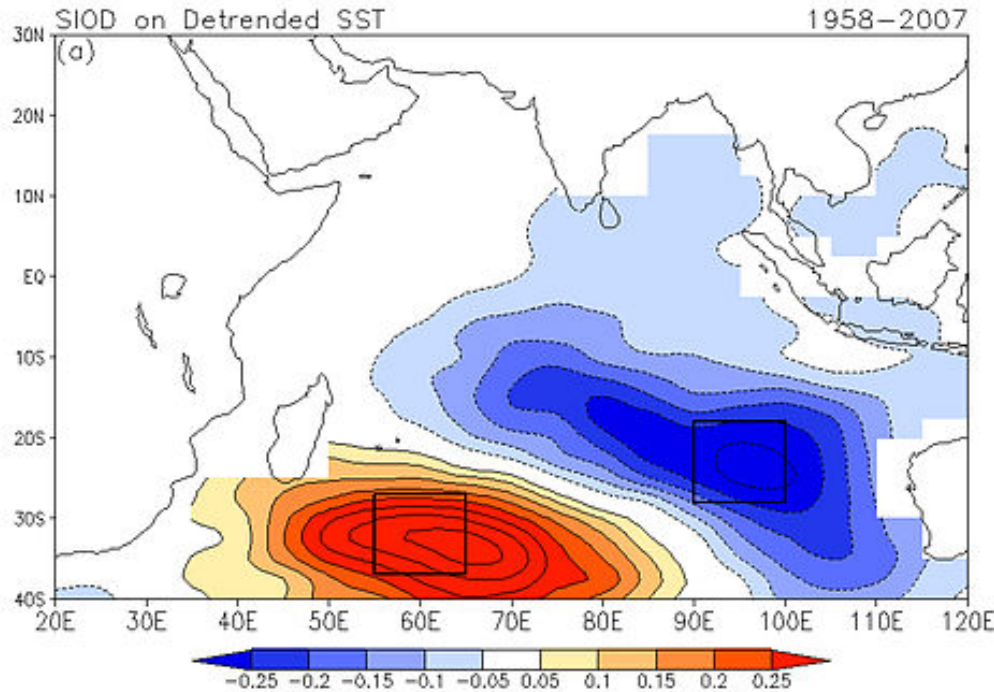 SIOD on Detrended SST 1958-2007
(a)
30N
20N
10N
EQ
10S
20S
30S
40S
20E 30E 40E 50E 60E 70E 80E 90E 100E 110E 120E
-0.25 -0.2 -0.15 -0.1 -0.05 0.05 0.1 0.15 0.2 0.25